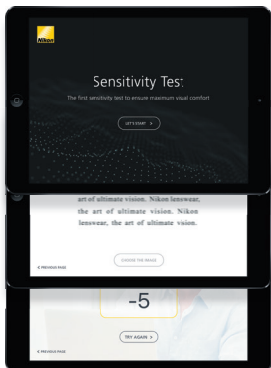 Nikon
Sensitivity Test
The first sensitivity test to ensure maximum visual comfort
LET'S START >
art of ultimate vision. Nikon lenswear,
the art of ultimate vision. Nikon
lenswear, the art of ultimate vision.
CHANGE THE IMAGE
< PREVIOUS PAGE
-5
TRY AGAIN >
< PREVIOUS PAGE